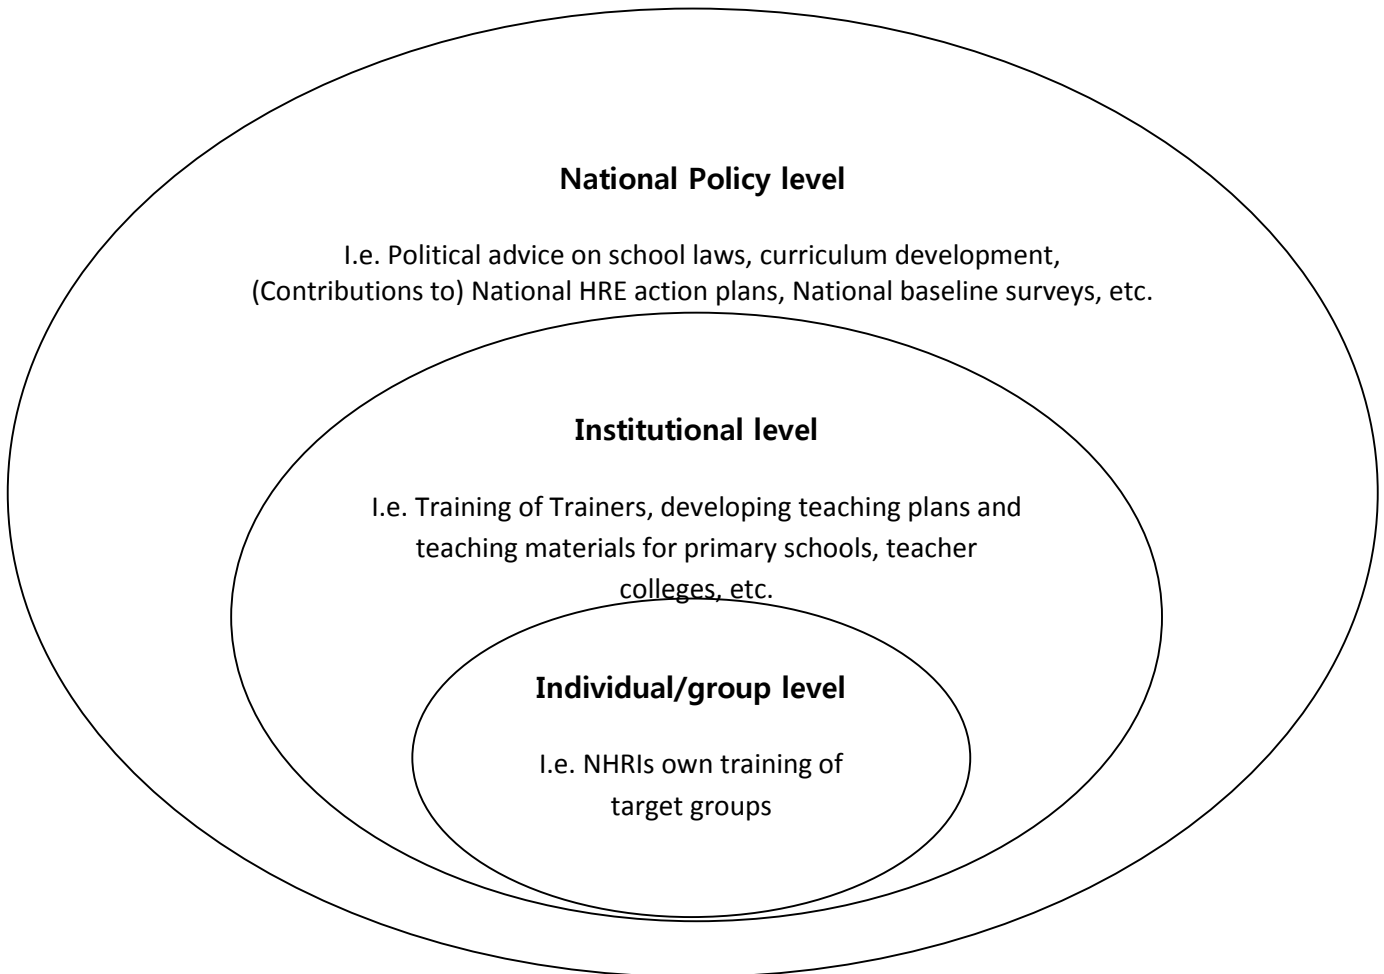 National Policy level
I.e. Political advice on school laws, curriculum development,
(Contributions to) National HRE action plans, National baseline surveys, etc.
Institutional level
I.e. Training of Trainers, developing teaching plans and
teaching materials for primary schools, teacher
colleges, etc.
Individual/group level
I.e. NHRIs own training of
target groups